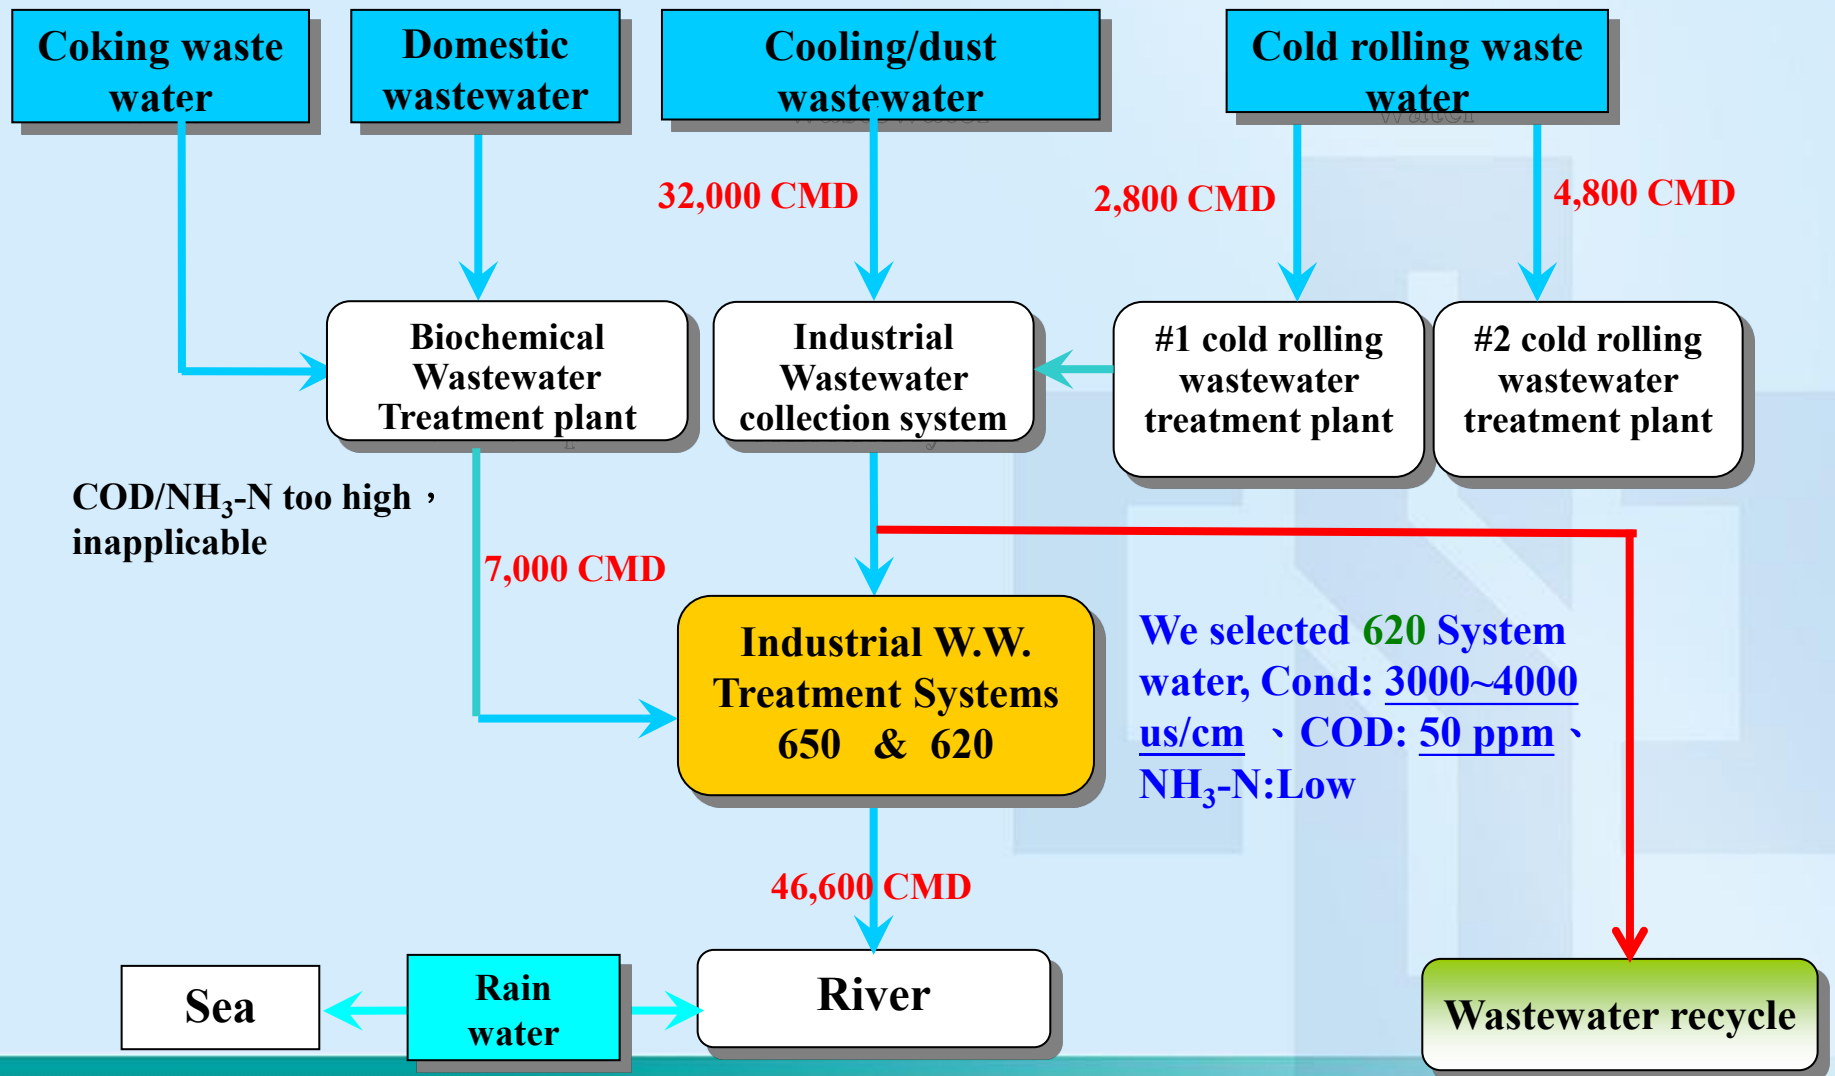 Coking waste
water
Domestic
wastewater
Cooling/dust
wastewater
Cold rolling waste
water
32,000 CMD
2,800 CMD
4,800 CMD
Biochemical
Wastewater
Treatment plant
Industrial
Wastewater
collection system
#1 cold rolling
wastewater
treatment plant
#2 cold rolling
wastewater
treatment plant
COD/NH₃-N too high，
inapplicable
7,000 CMD
Industrial W.W.
Treatment Systems
650 & 620
We selected 620 System
water, Cond: 3000~4000
us/cm 、COD: 50 ppm、
NH₃-N:Low
46,600 CMD
Sea
Rain
water
River
Wastewater recycle